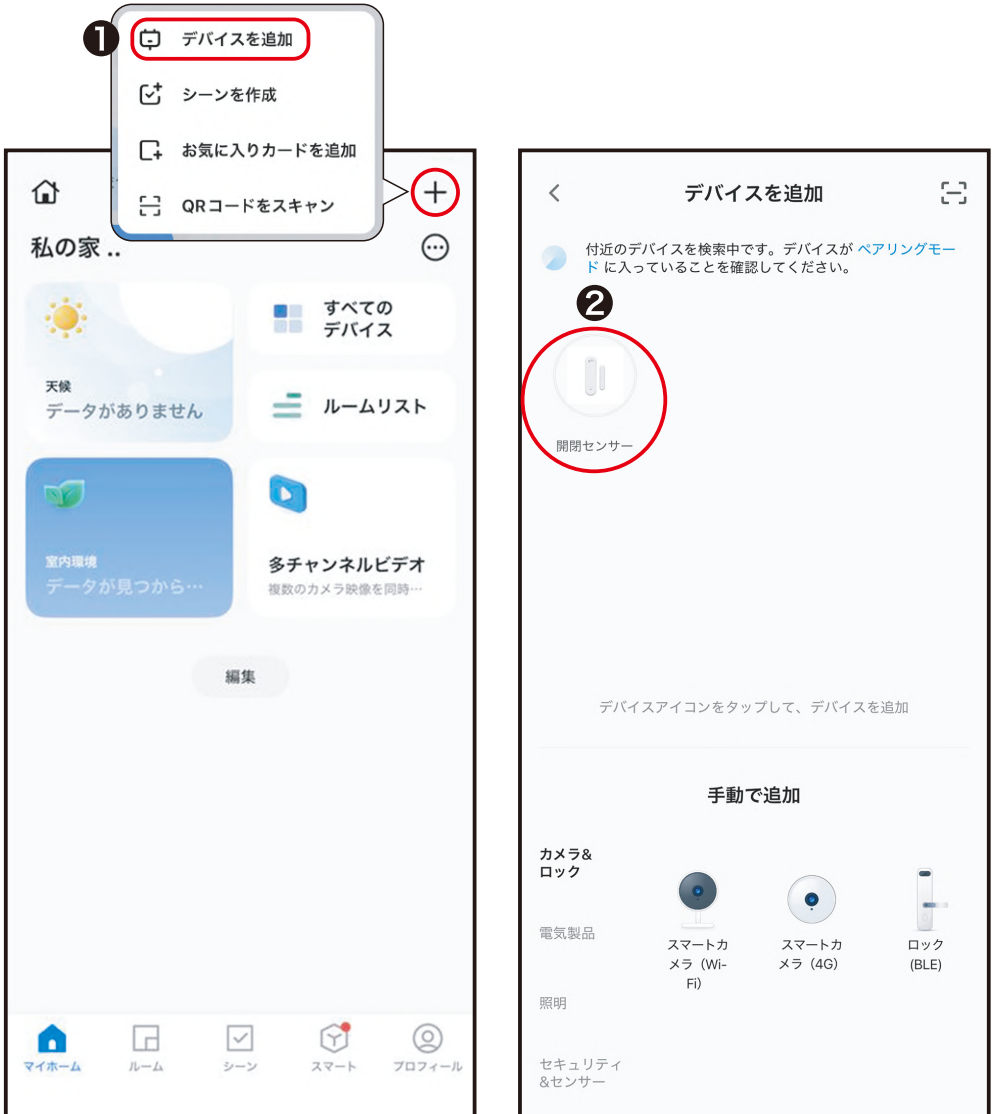 ❶
デバイスを追加
シーンを作成
お気に入りカードを追加
QRコードをスキャン
私の家 ..
すべての
デバイス
天候
データがありません
ルームリスト
室内環境
データが見つから…
多チャンネルビデオ
複数のカメラ映像を同時…
編集
マイホーム
ルーム
シーン
スマート
プロフィール
デバイスを追加
付近のデバイスを検索中です。デバイスが ペアリングモー
ド に入っていることを確認してください。
❷
開閉センサー
デバイスアイコンをタップして、デバイスを追加
手動で追加
カメラ&
ロック
電気製品
照明
セキュリティ
&センサー
スマートカ
メラ（Wi-
Fi）
スマートカ
メラ（4G）
ロック
(BLE)